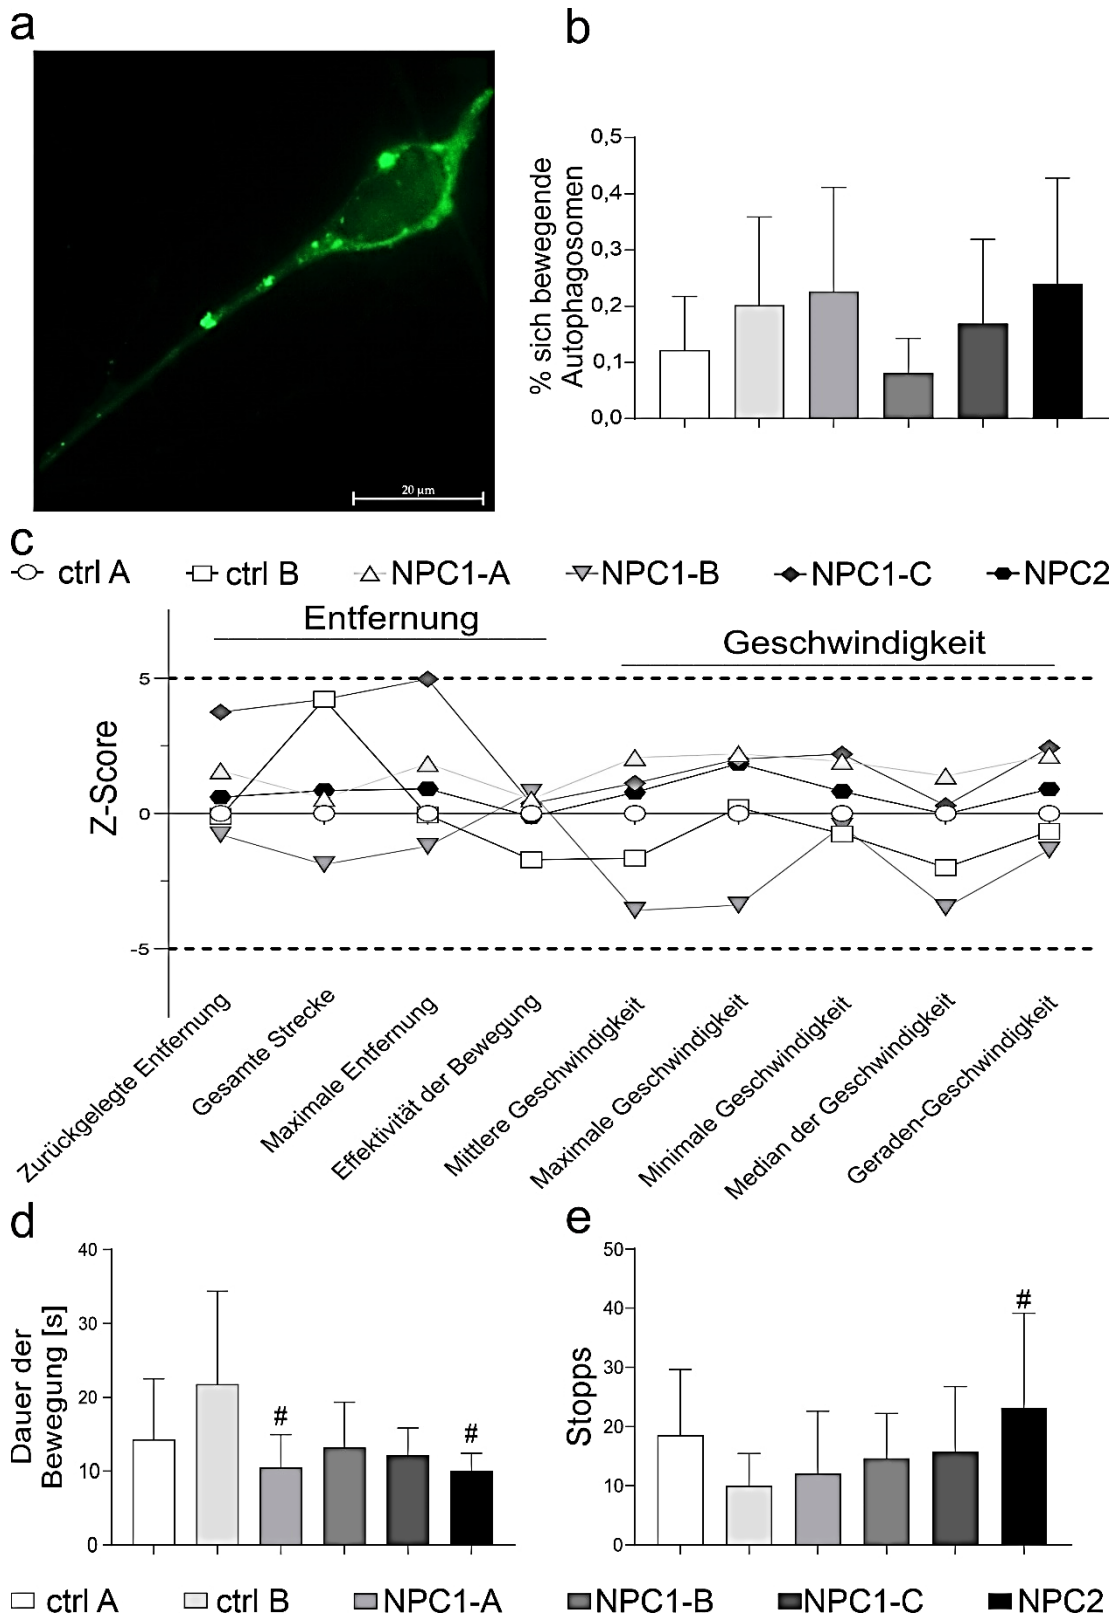 a
20 µm
b
% sich bewegende
Autophagosomen
0,5
0,4
0,3
0,2
0,1
0,0
c
ctrl A ctrl B NPC1-A NPC1-B NPC1-C NPC2
Entfernung
Geschwindigkeit
Z-Score
5
0
-5
Zurückgelegte Entfernung
Gesamte Strecke
Maximale Entfernung
Effektivität der Bewegung
Mittlere Geschwindigkeit
Maximale Geschwindigkeit
Minimale Geschwindigkeit
Median der Geschwindigkeit
Geraden-Geschwindigkeit
d
Dauer der
Bewegung [s]
40
30
20
10
0
#
#
e
Stopps
50
40
30
20
10
0
#
ctrl A ctrl B NPC1-A NPC1-B NPC1-C NPC2